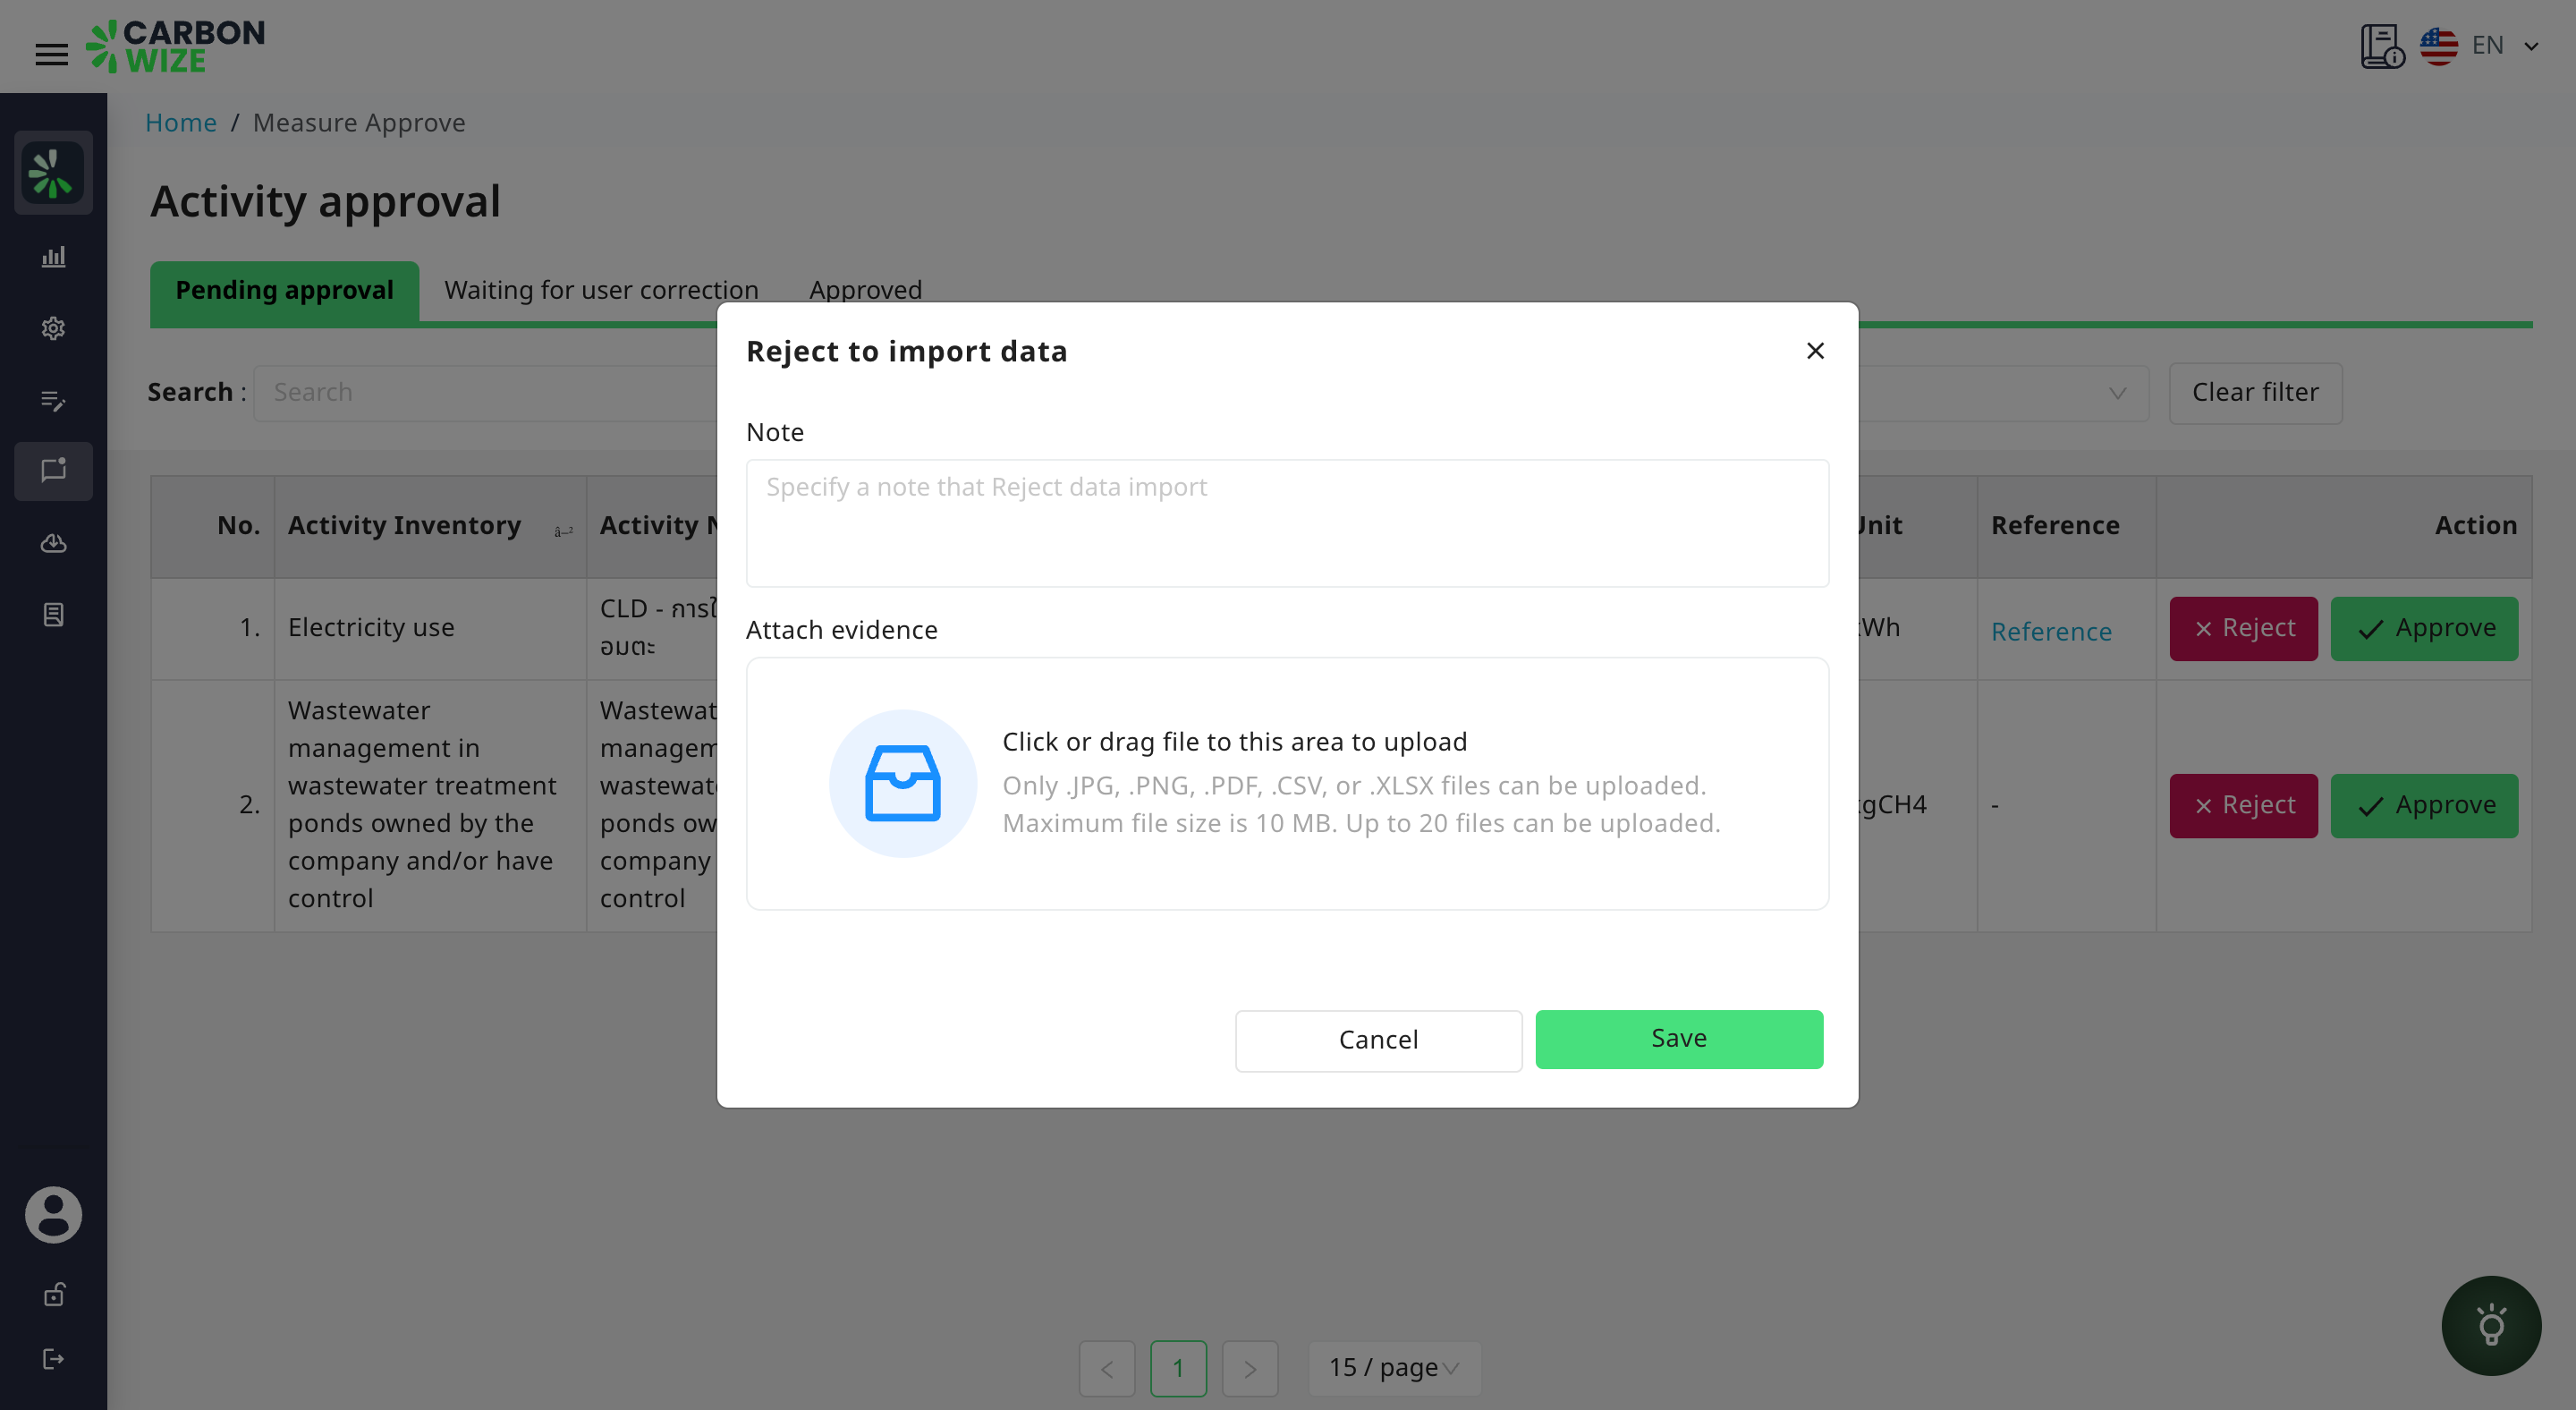 CARBON
WIZE
EN
Home / Measure Approve
Activity approval
Pending approval
Waiting for user correction
Approved
Search :
Search
Clear filter
Reject to import data
Note
Specify a note that Reject data import
Attach evidence
Click or drag file to this area to upload
Only .JPG, .PNG, .PDF, .CSV, or .XLSX files can be uploaded.
Maximum file size is 10 MB. Up to 20 files can be uploaded.
Cancel
Save
No.
Activity Inventory
â–²
Activity
Unit
Reference
Action
1.
Electricity use
CLD -
อมตะ
Wh
Reference
Reject
Approve
2.
Wastewater
management in
wastewater treatment
ponds owned by the
company and/or have
control
Wastewat
managem
wastewat
ponds ow
company
control
gCH4
-
Reject
Approve
1
15 / page